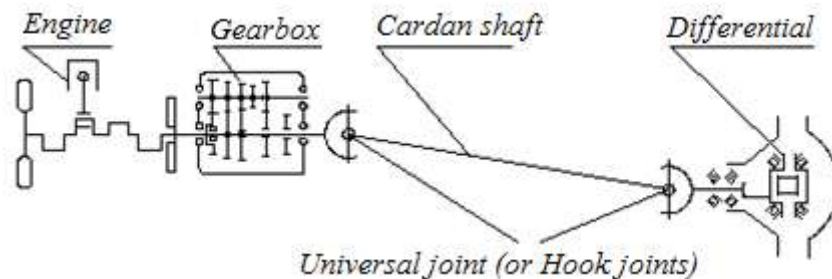 Engine
Gearbox
Cardan shaft
Differential
Universal joint (or Hook joints)